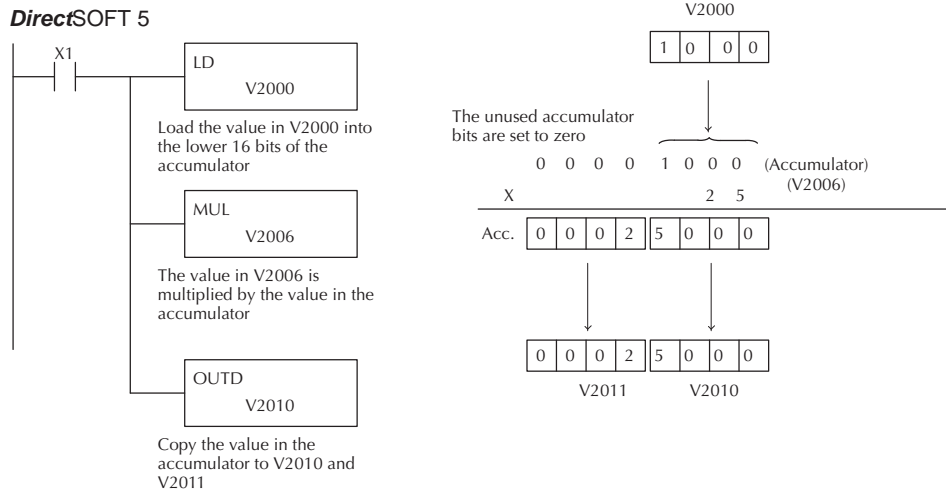 DirectSOFT 5
X1
LD
V2000
Load the value in V2000 into
the lower 16 bits of the
accumulator
MUL
V2006
The value in V2006 is
multiplied by the value in the
accumulator
OUTD
V2010
Copy the value in the
accumulator to V2010 and
V2011
V2000
1 0 0 0
The unused accumulator
bits are set to zero
0 0 0 0 1 0 0 0 (Accumulator)
(V2006)
X 2 5
Acc. 0 0 0 2 5 0 0 0
0 0 0 2 5 0 0 0
V2011 V2010